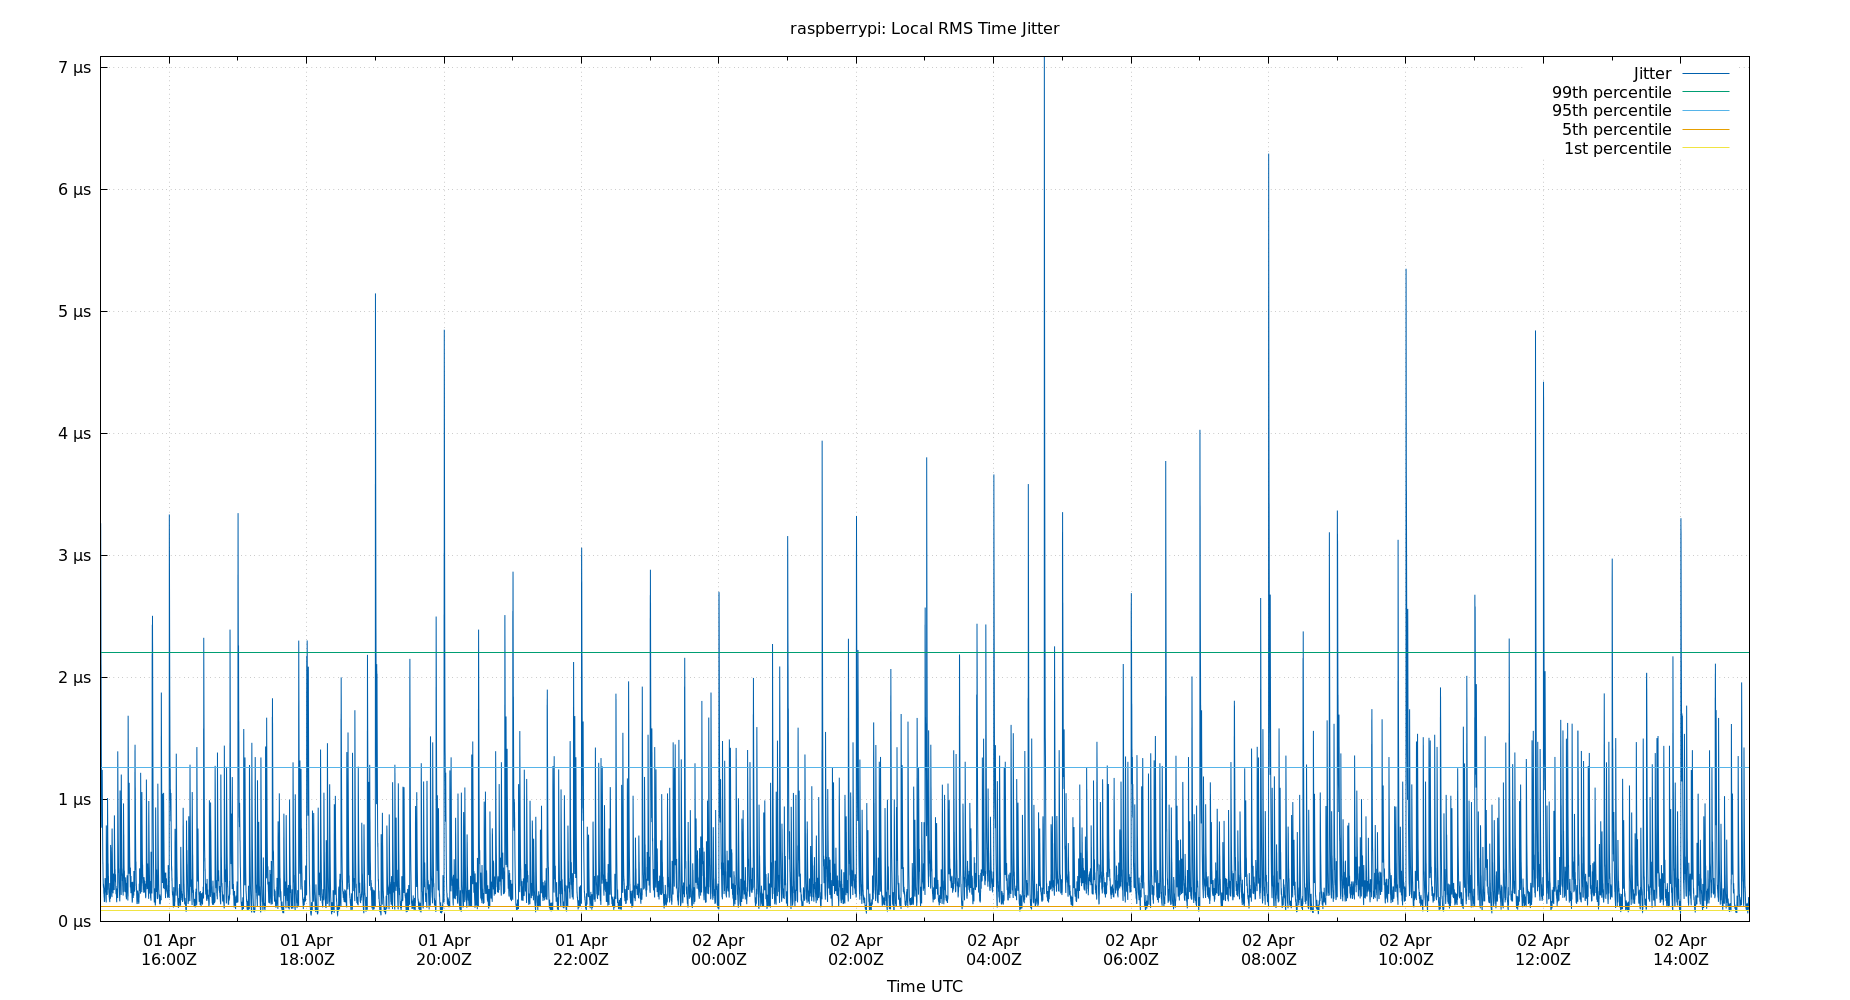 raspberrypi: Local RMS Time Jitter
7 µs
6 µs
5 µs
4 µs
3 µs
2 µs
1 µs
0 µs
Jitter
99th percentile
95th percentile
5th percentile
1st percentile
01 Apr
16:00Z
01 Apr
18:00Z
01 Apr
20:00Z
01 Apr
22:00Z
02 Apr
00:00Z
02 Apr
02:00Z
02 Apr
04:00Z
02 Apr
06:00Z
02 Apr
08:00Z
02 Apr
10:00Z
02 Apr
12:00Z
02 Apr
14:00Z
Time UTC